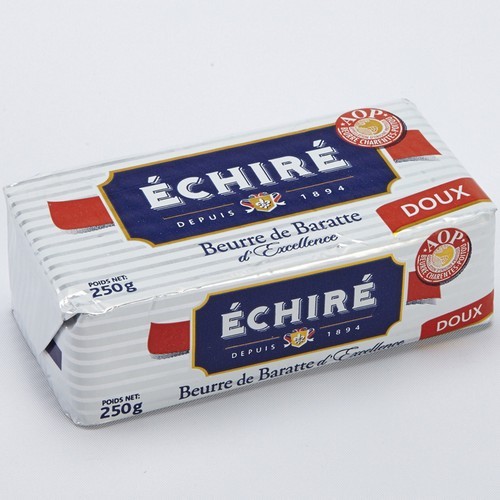 AOP
BEURRE CHARENTES-POITOU
ÉCHIRÉ
DEPUIS 1894
Beurre de Baratte
d'Excellence
DOUX
POIDS NET:
250g
AOP
BEURRE CHARENTES-POITOU
ÉCHIRÉ
DEPUIS 1894
Beurre de Baratte d'Excellence
DOUX
POIDS NET:
250g